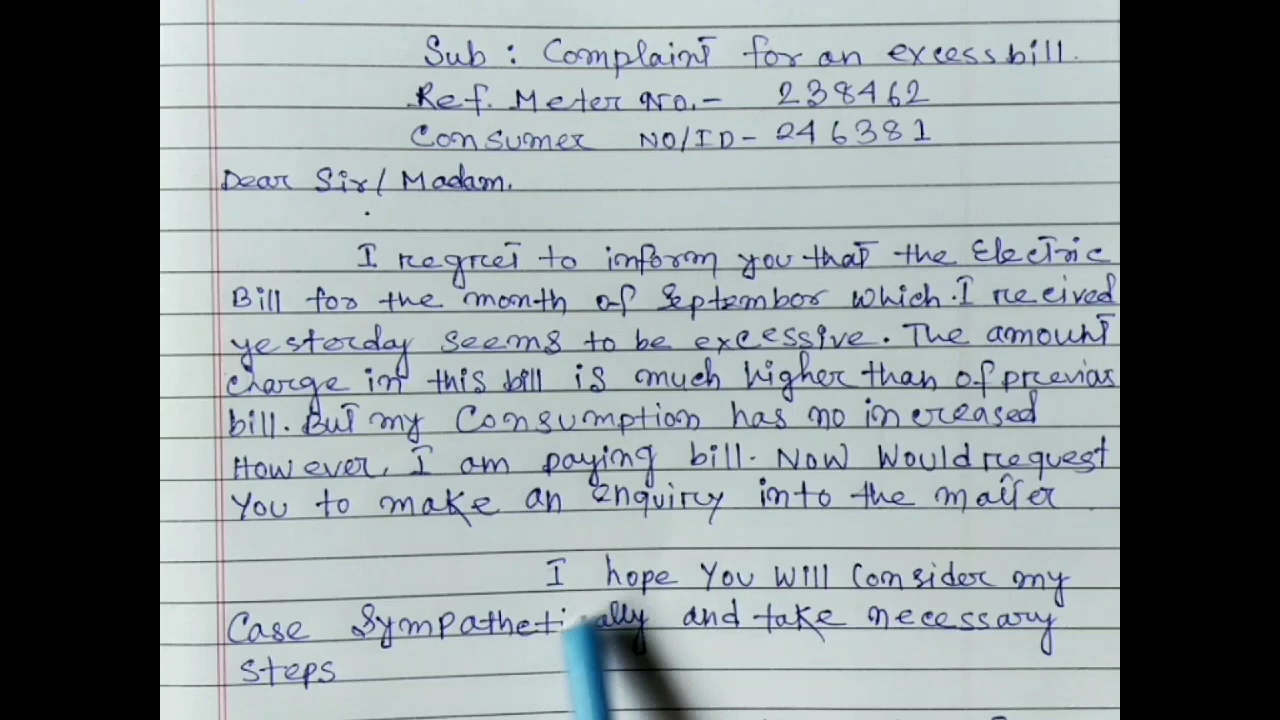 Sub : Complaint for an excess bill.
Ref. Meter No. - 238462
Consumer NO/ID - 246381
Dear Sir/ Madam.
I regret to inform you that the Electric
Bill for the month of September which I received
yesterday seems to be excessive. The amount
charge in this bill is much higher than of previas
bill. But my Consumption has no increased
However, I am paying bill. Now Would request
You to make an enquiry into the matter
I hope You Will Consider my
Case Sympathetically and take necessary
steps